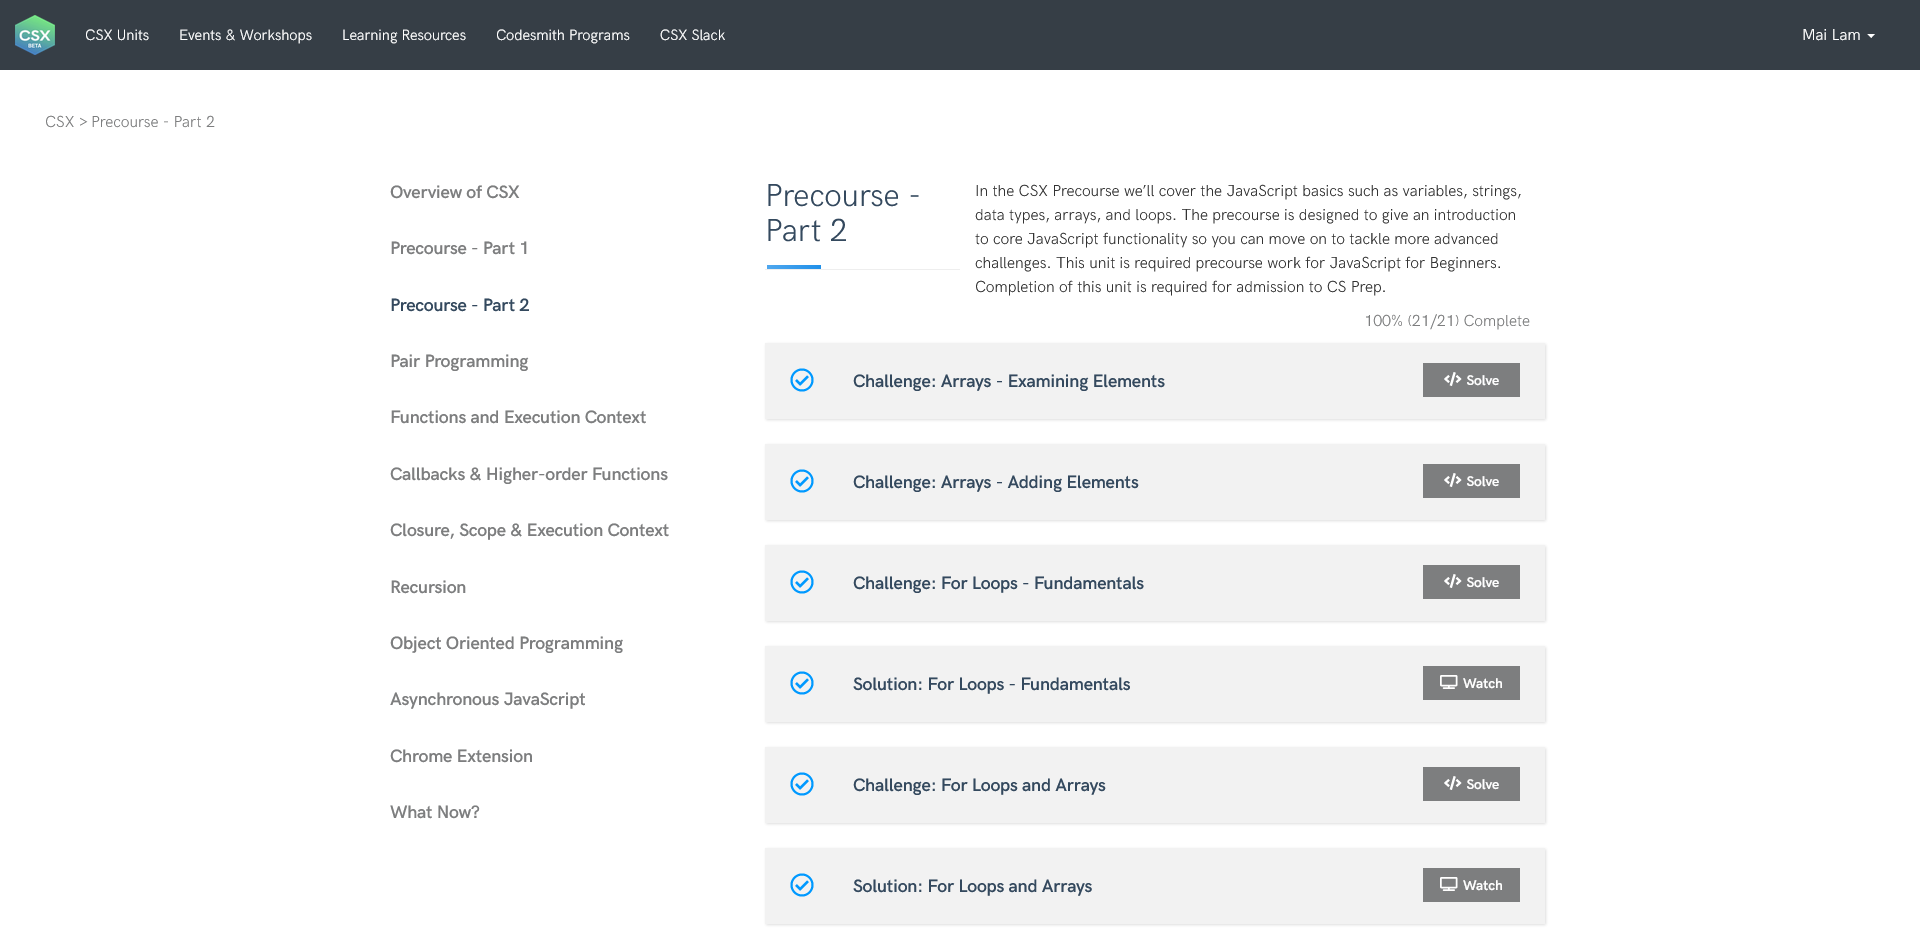 CSX
BETA
CSX Units
Events & Workshops
Learning Resources
Codesmith Programs
CSX Slack
Mai Lam
CSX > Precourse - Part 2
Overview of CSX
Precourse - Part 1
Precourse - Part 2
Pair Programming
Functions and Execution Context
Callbacks & Higher-order Functions
Closure, Scope & Execution Context
Recursion
Object Oriented Programming
Asynchronous JavaScript
Chrome Extension
What Now?
Precourse -
Part 2
In the CSX Precourse we’ll cover the JavaScript basics such as variables, strings,
data types, arrays, and loops. The precourse is designed to give an introduction
to core JavaScript functionality so you can move on to tackle more advanced
challenges. This unit is required precourse work for JavaScript for Beginners.
Completion of this unit is required for admission to CS Prep.
100% (21/21) Complete
Challenge: Arrays - Examining Elements
</> Solve
Challenge: Arrays - Adding Elements
</> Solve
Challenge: For Loops - Fundamentals
</> Solve
Solution: For Loops - Fundamentals
Watch
Challenge: For Loops and Arrays
</> Solve
Solution: For Loops and Arrays
Watch